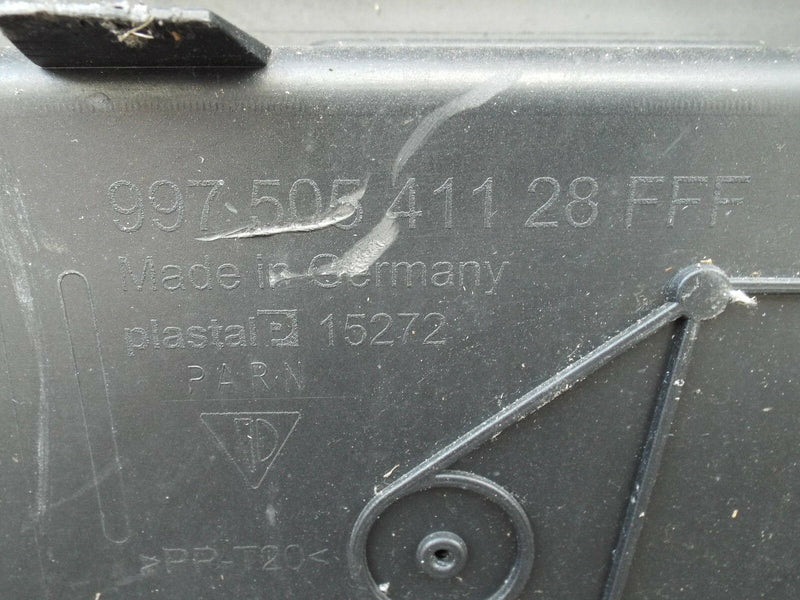 997 505 411 28 FFF
Made in Germany
plastal P 15272
PARN
>PP-T20<